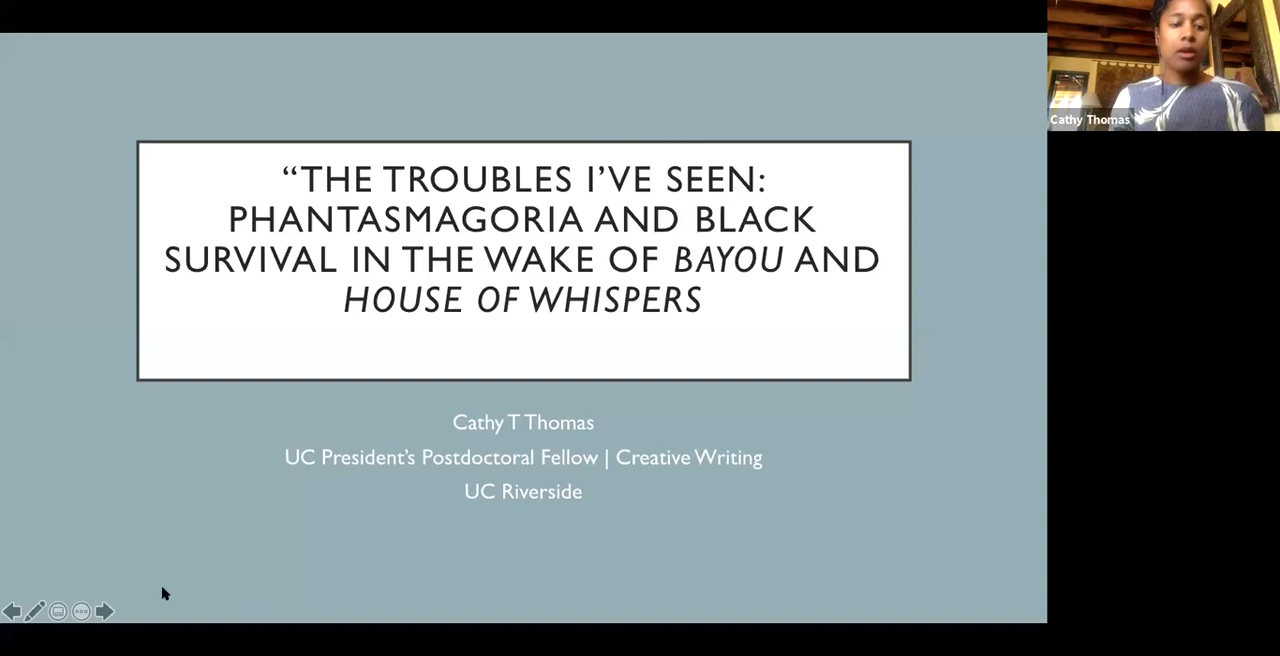 “THE TROUBLES I’VE SEEN:
PHANTASMAGORIA AND BLACK
SURVIVAL IN THE WAKE OF BAYOU AND
HOUSE OF WHISPERS
Cathy T Thomas
UC President’s Postdoctoral Fellow | Creative Writing
UC Riverside
Cathy Thomas